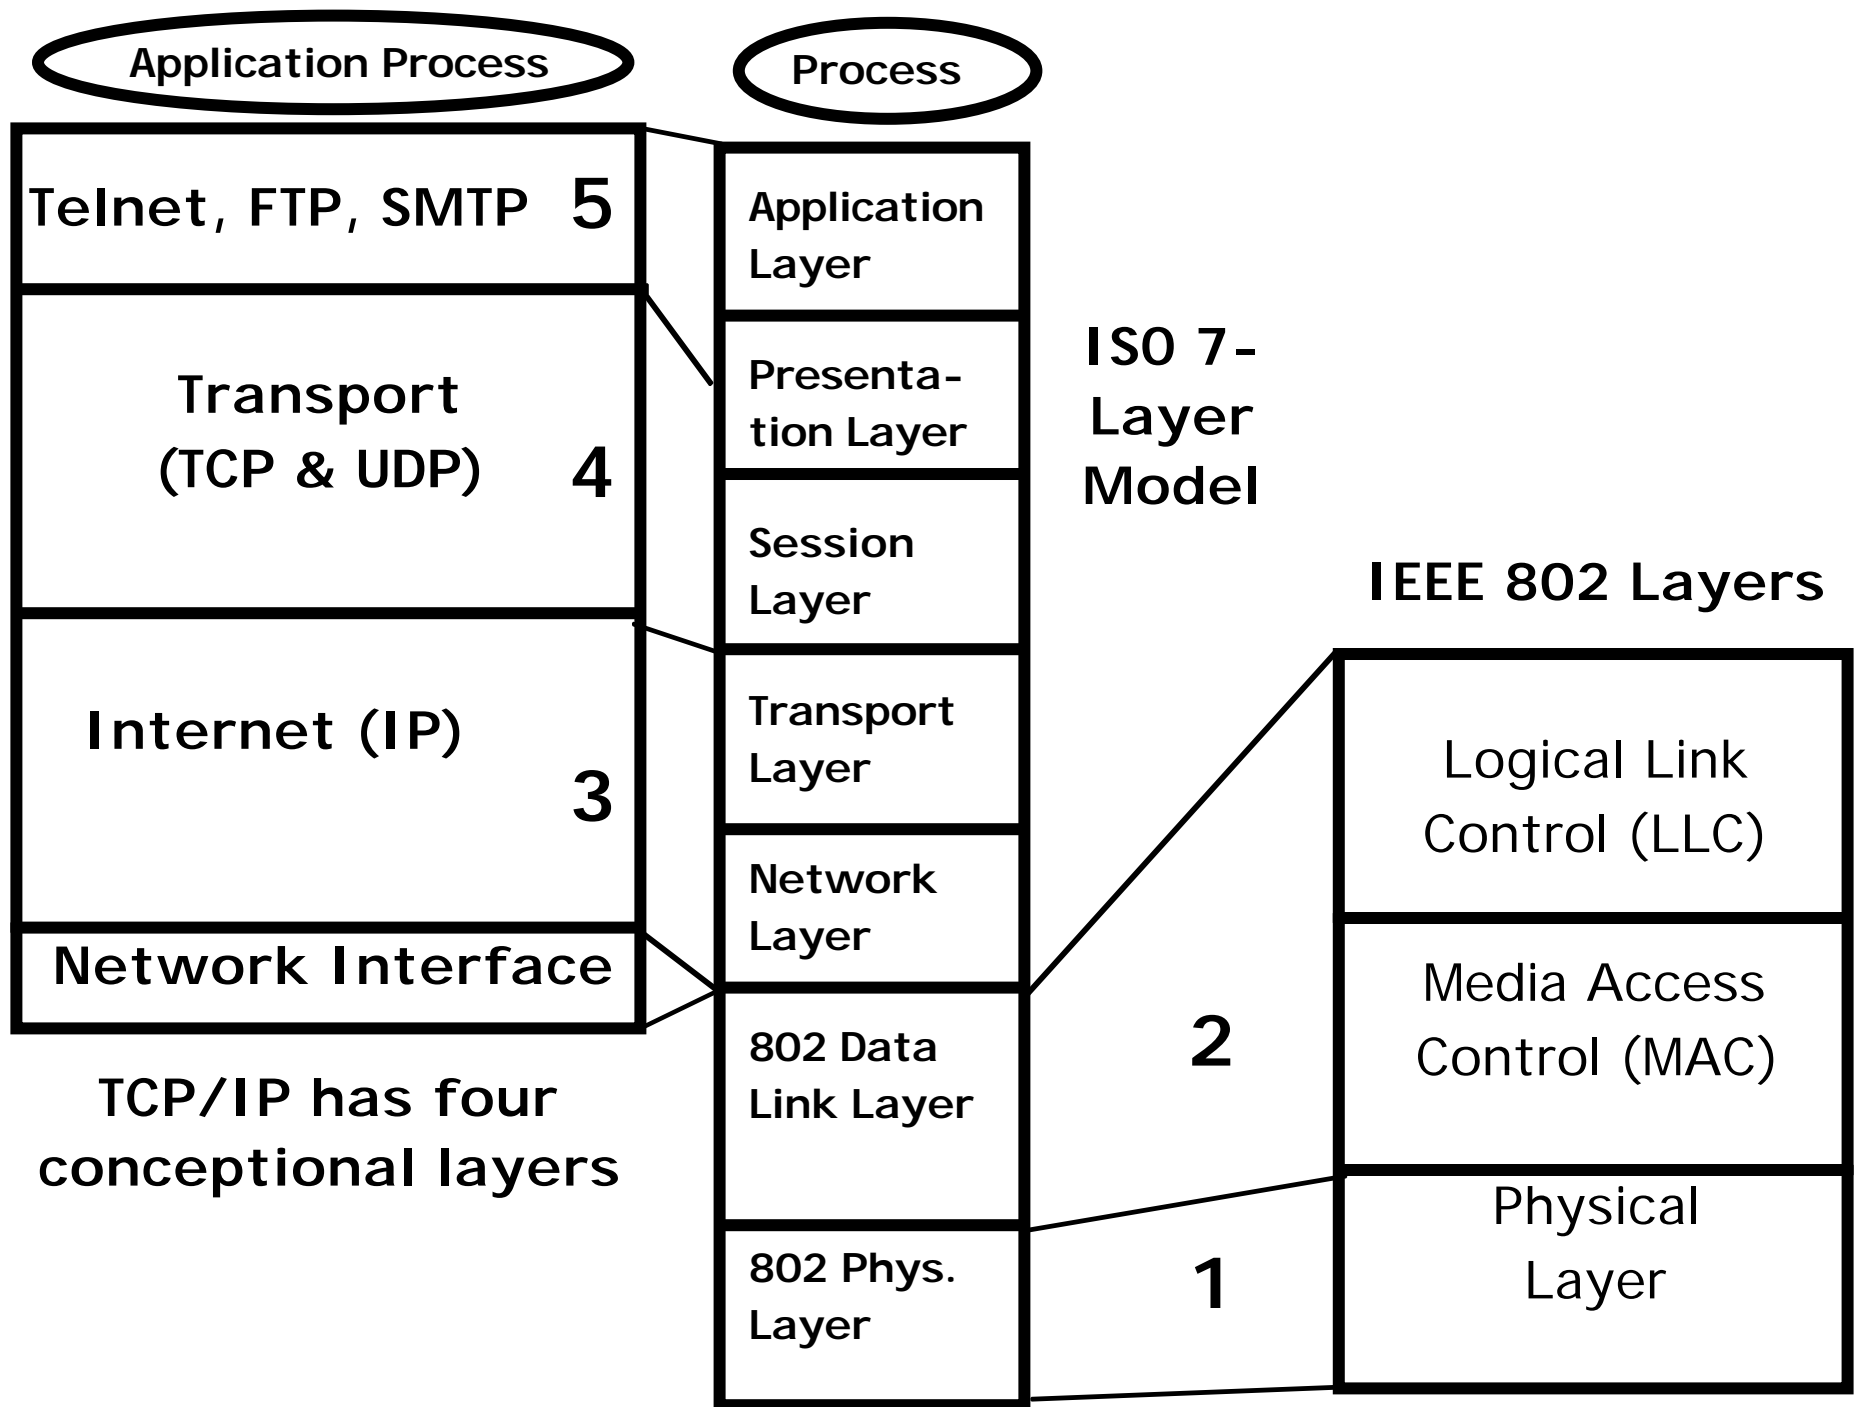 Application Process
Telnet, FTP, SMTP 5
Transport
(TCP & UDP) 4
Internet (IP)
3
Network Interface
TCP/IP has four
conceptional layers
Process
Application
Layer
Presenta-
tion Layer
Session
Layer
Transport
Layer
Network
Layer
802 Data
Link Layer
802 Phys.
Layer
IS0 7-
Layer
Model
2
1
IEEE 802 Layers
Logical Link
Control (LLC)
Media Access
Control (MAC)
Physical
Layer